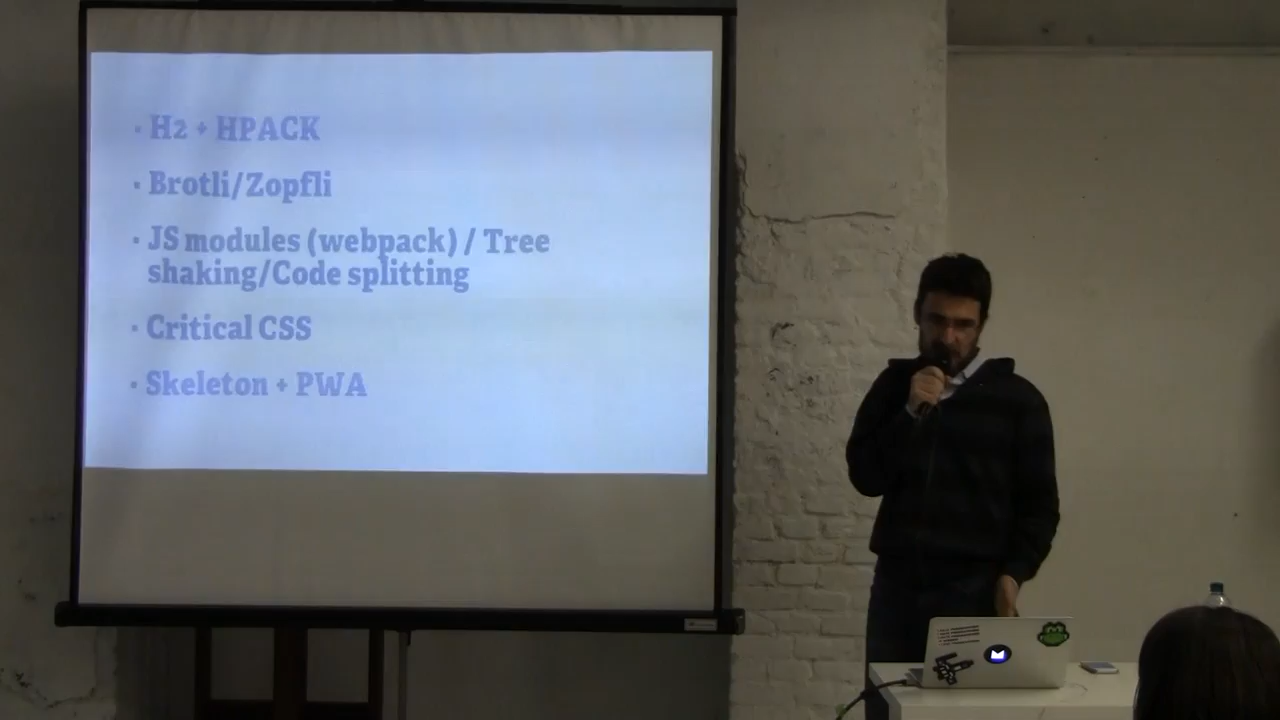 · H2 + HPACK
· Brotli/Zopfli
· JS modules (webpack) / Tree
shaking/Code splitting
· Critical CSS
· Skeleton + PWA